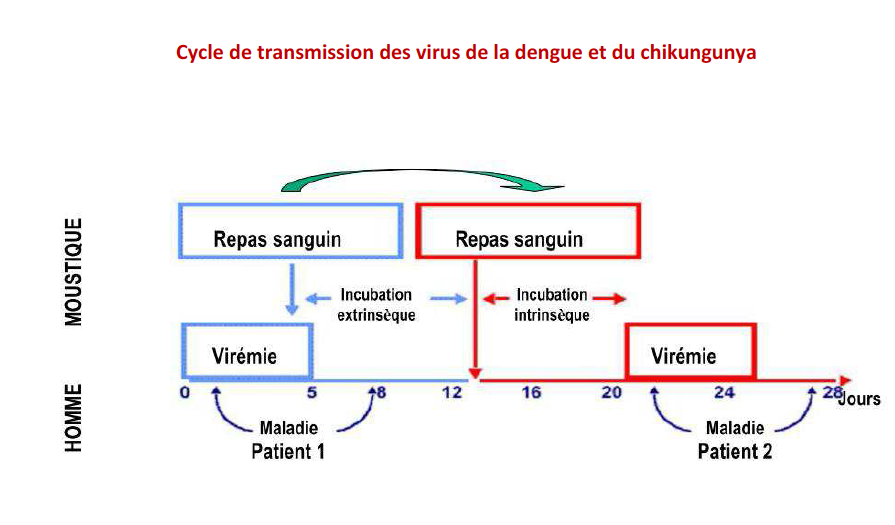 Cycle de transmission des virus de la dengue et du chikungunya
MOUSTIQUE
Repas sanguin
Repas sanguin
Incubation
extrinsèque
Incubation
intrinsèque
HOMME
Virémie
Virémie
0 5 8 12 16 20 24 28 Jours
Maladie
Patient 1
Maladie
Patient 2